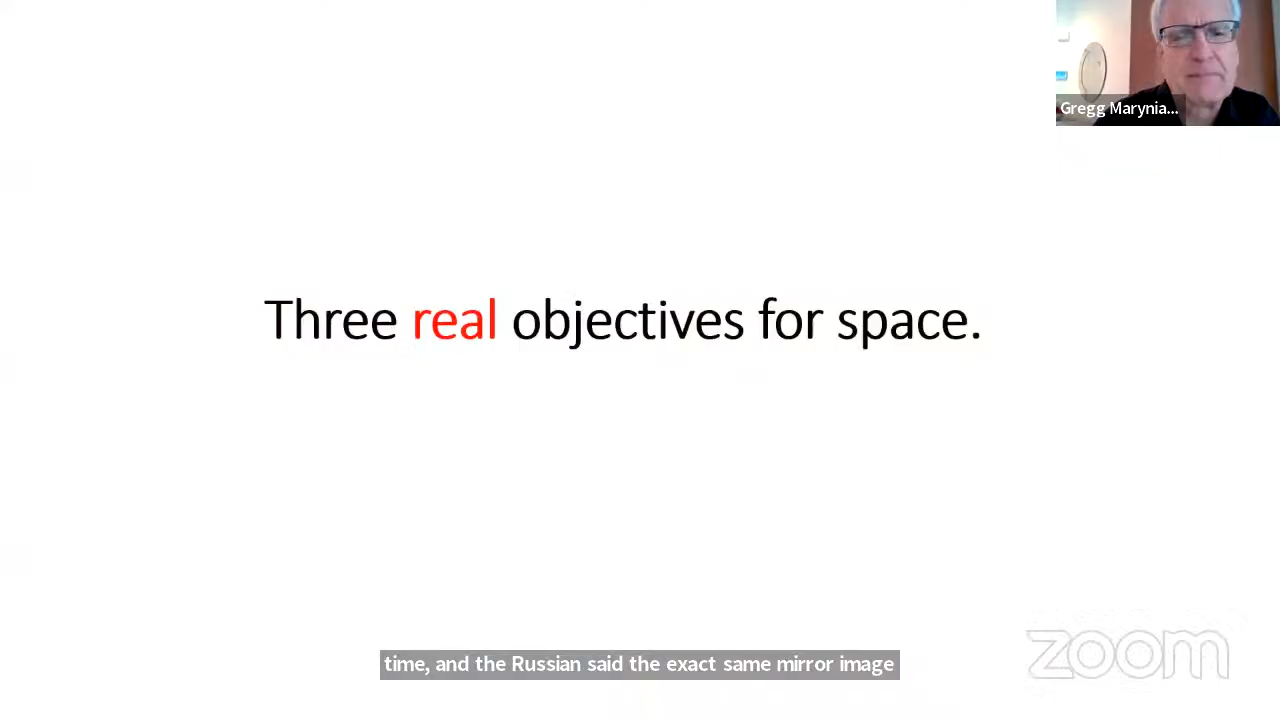 Gregg Marynia...
Three real objectives for space.
time, and the Russian said the exact same mirror image
zoom